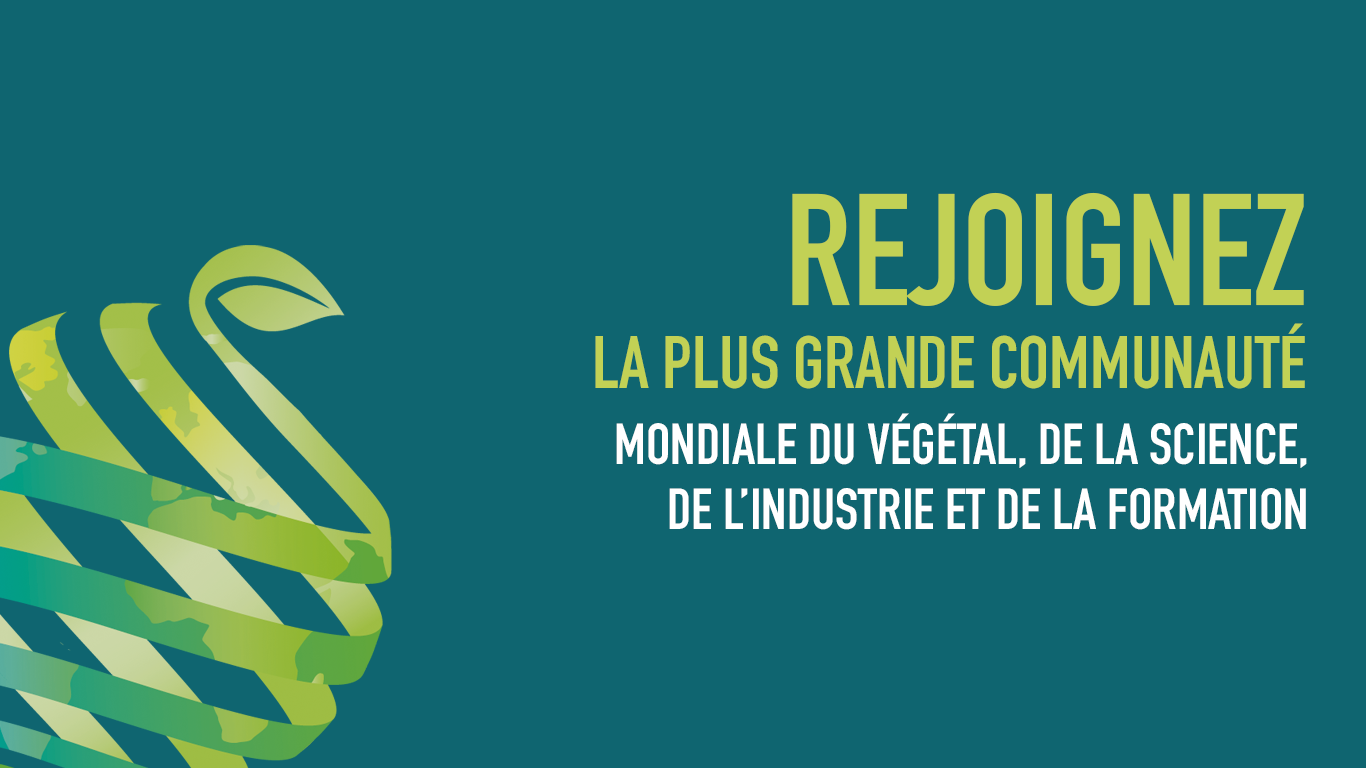 REJOIGNEZ
LA PLUS GRANDE COMMUNAUTÉ
MONDIALE DU VÉGÉTAL, DE LA SCIENCE,
DE L’INDUSTRIE ET DE LA FORMATION